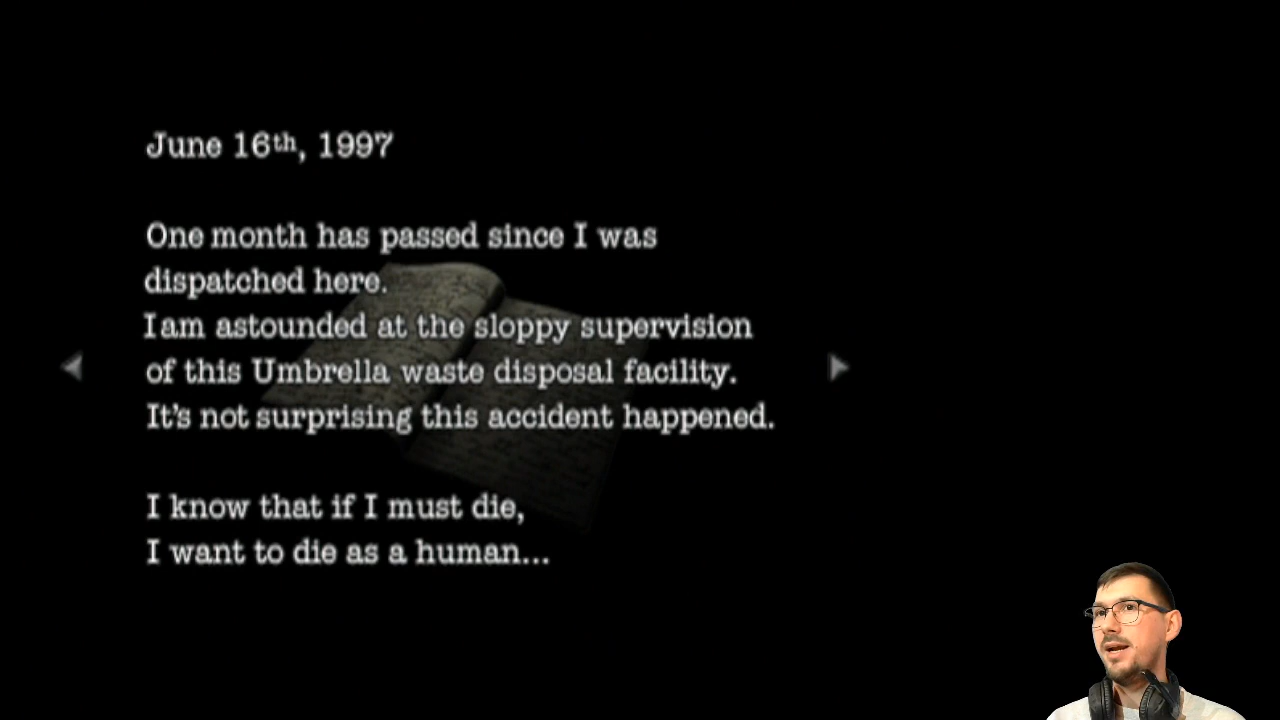 June 16th, 1997
One month has passed since I was
dispatched here.
I am astounded at the sloppy supervision
of this Umbrella waste disposal facility.
It's not surprising this accident happened.
I know that if I must die,
I want to die as a human...